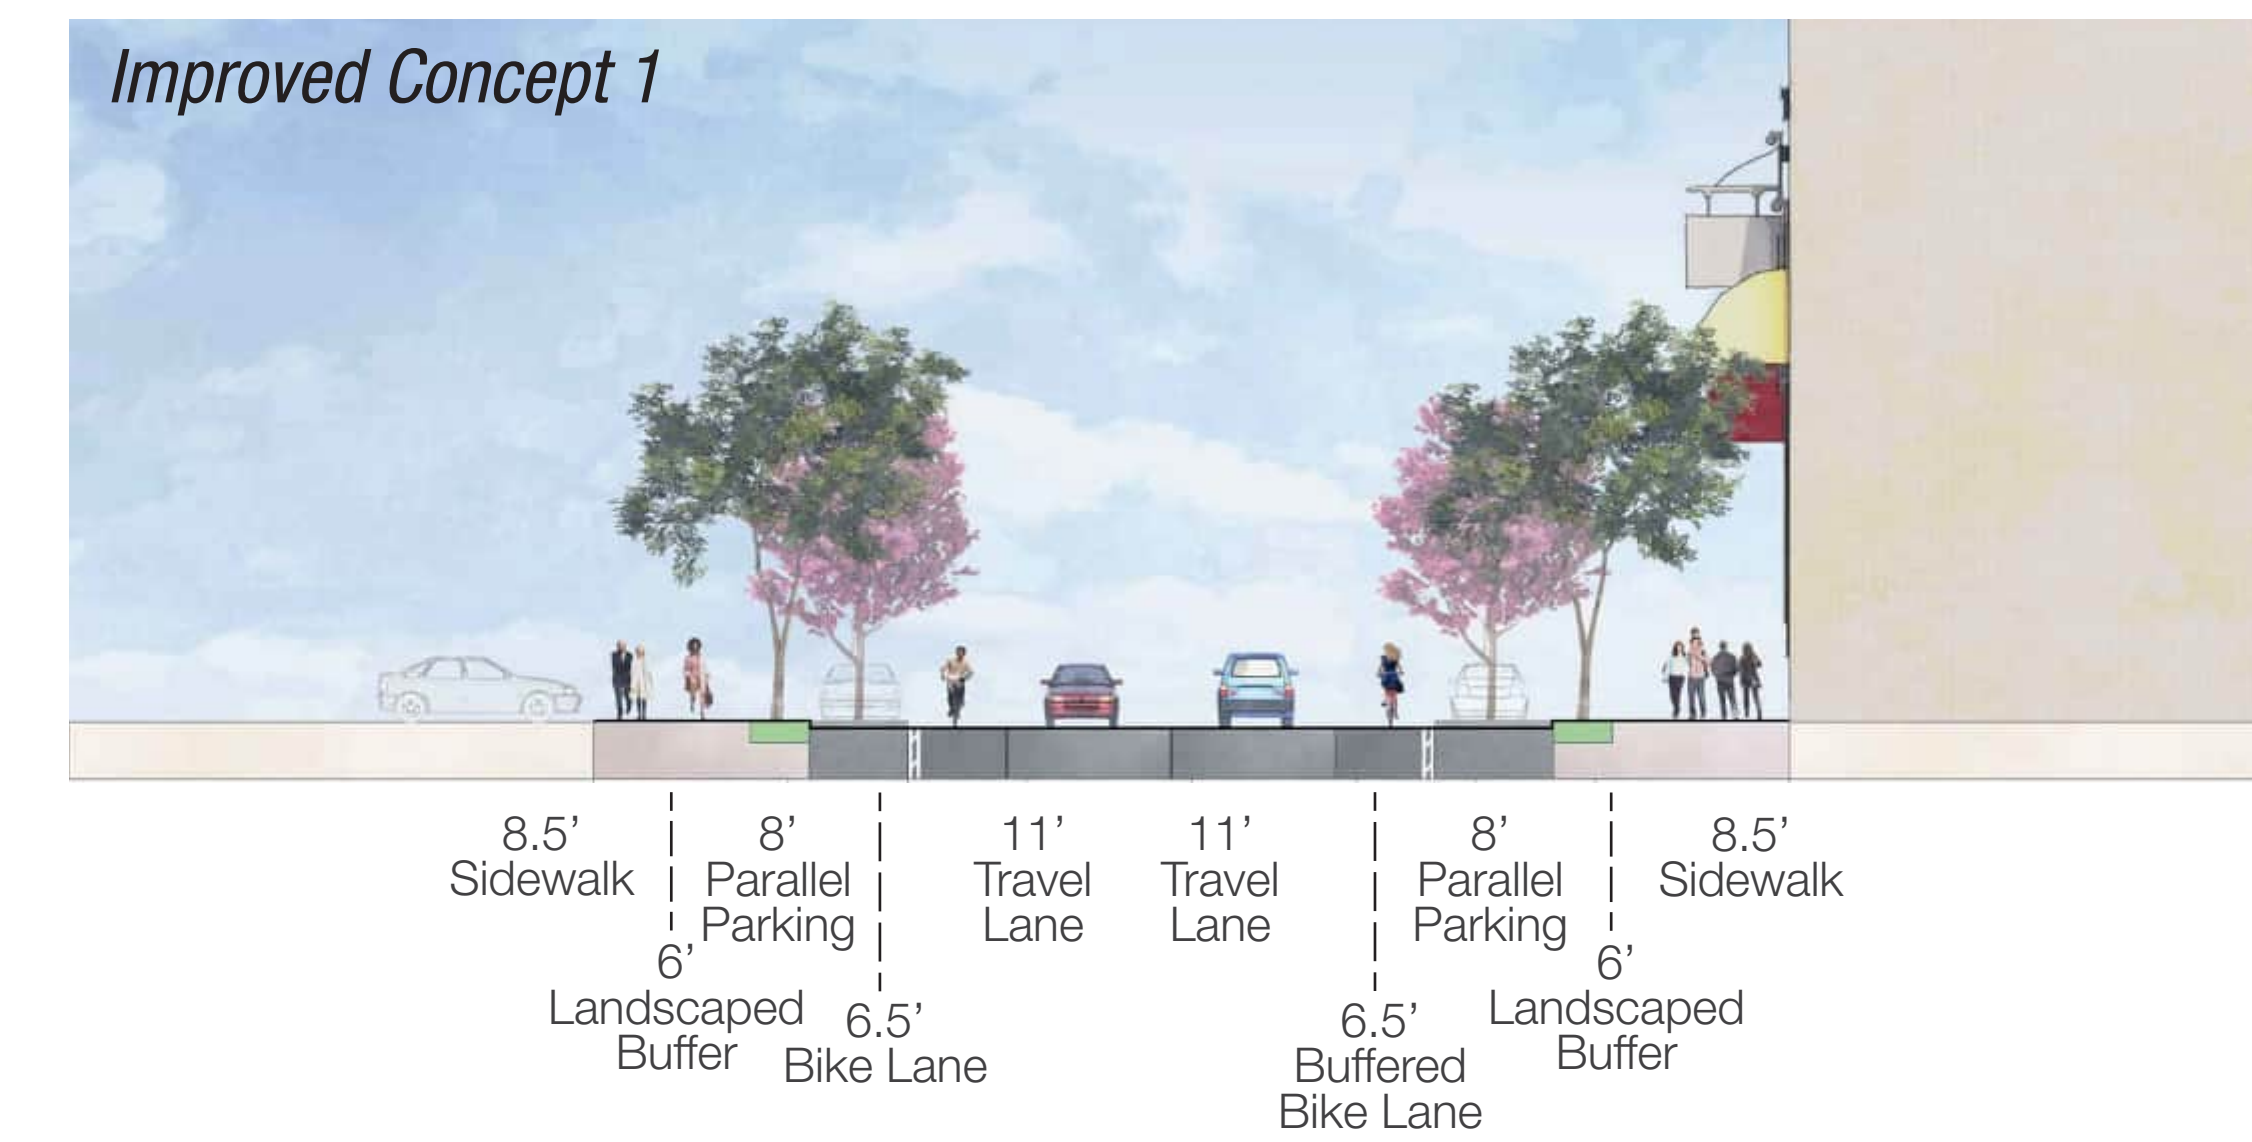 Improved Concept 1
8.5’
Sidewalk
6’
Landscaped
Buffer
8’
Parallel
Parking
6.5’
Bike Lane
11’
Travel
Lane
11’
Travel
Lane
6.5’
Buffered
Bike Lane
8’
Parallel
Parking
6’
Landscaped
Buffer
8.5’
Sidewalk